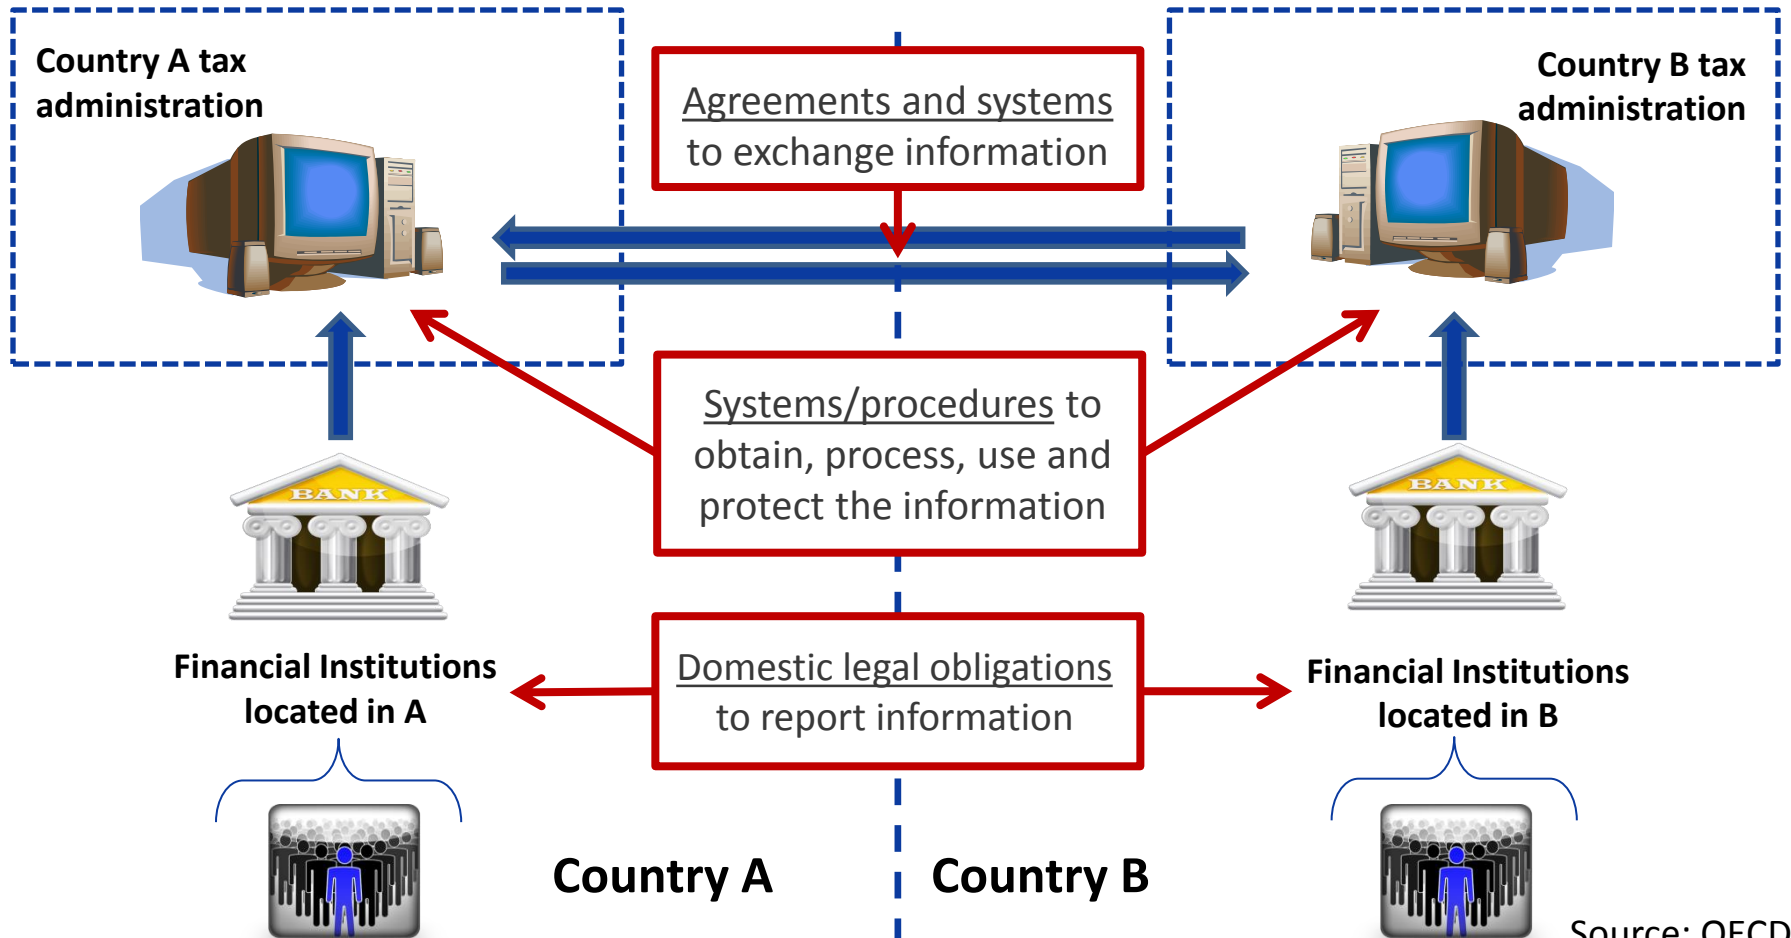 Country A tax
administration
Agreements and systems
to exchange information
Country B tax
administration
Systems/procedures to
obtain, process, use and
protect the information
BANK
BANK
Financial Institutions
located in A
Domestic legal obligations
to report information
Financial Institutions
located in B
Country A
Country B
Source: OECD